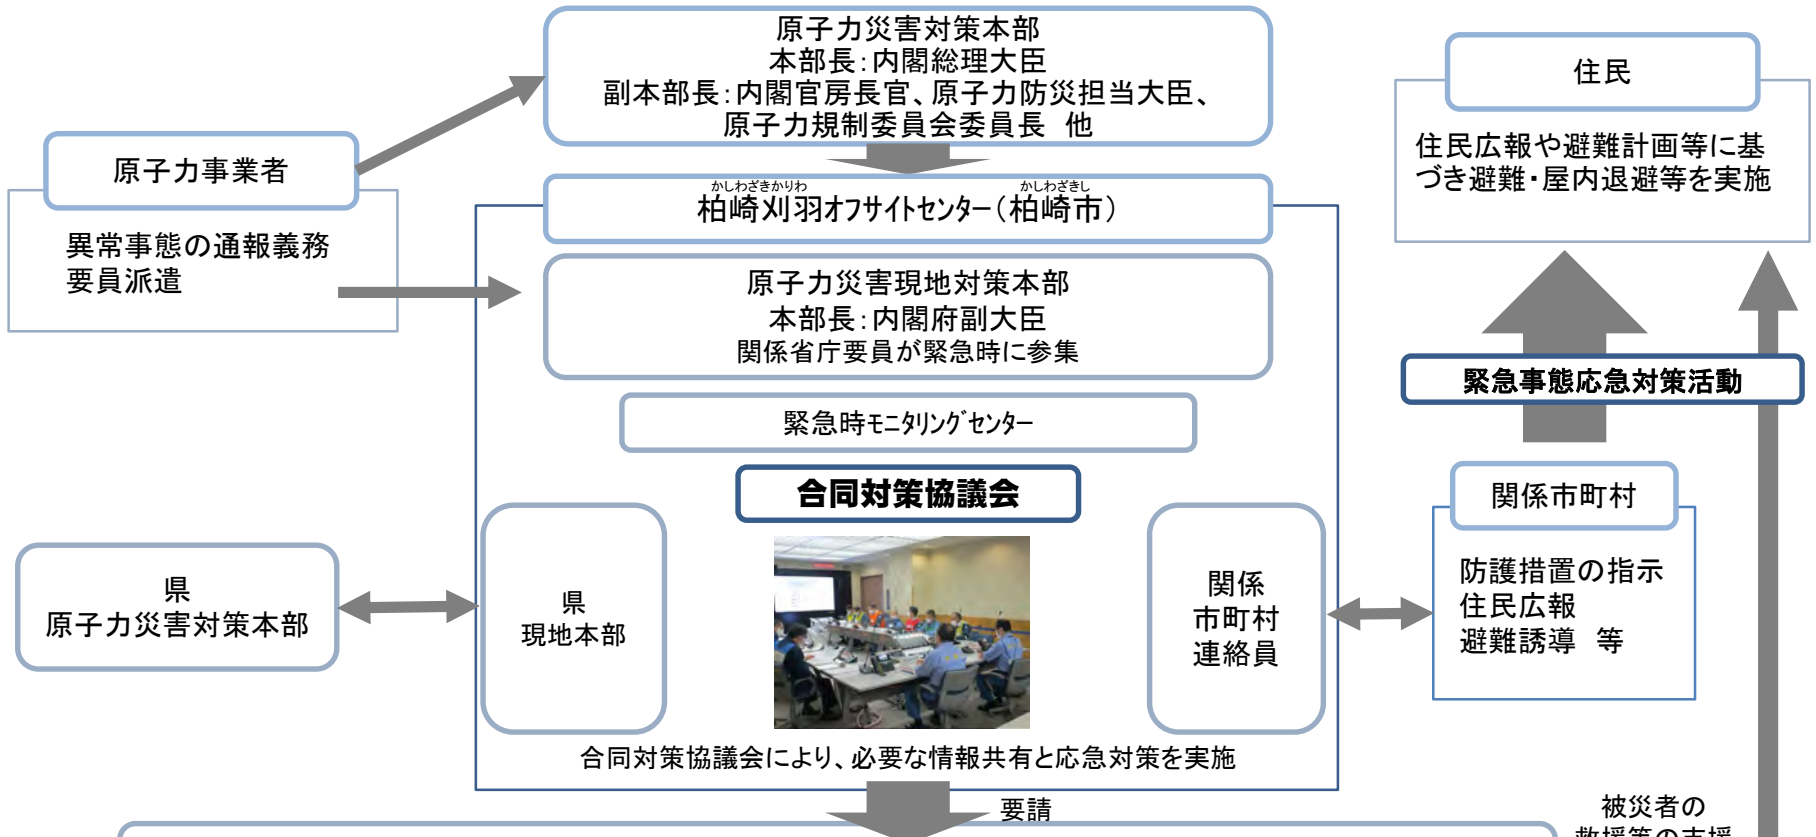 原子力災害対策本部
本部長:内閣総理大臣
副本部長:内閣官房長官、原子力防災担当大臣、
原子力規制委員会委員長　他
原子力事業者
異常事態の通報義務
要員派遣
かしわざきかりわ　かしわざきし
柏崎刈羽オフサイトセンター(柏崎市)
原子力災害現地対策本部
本部長:内閣府副大臣
関係省庁要員が緊急時に参集
緊急時モニタリングセンター
合同対策協議会
県
原子力災害対策本部
県
現地本部
関係
市町村
連絡員
合同対策協議会により、必要な情報共有と応急対策を実施
要請
住民
住民広報や避難計画等に基
づき避難・屋内退避等を実施
緊急事態応急対策活動
関係市町村
防護措置の指示
住民広報
避難誘導　等
被災者の
救援等の支援